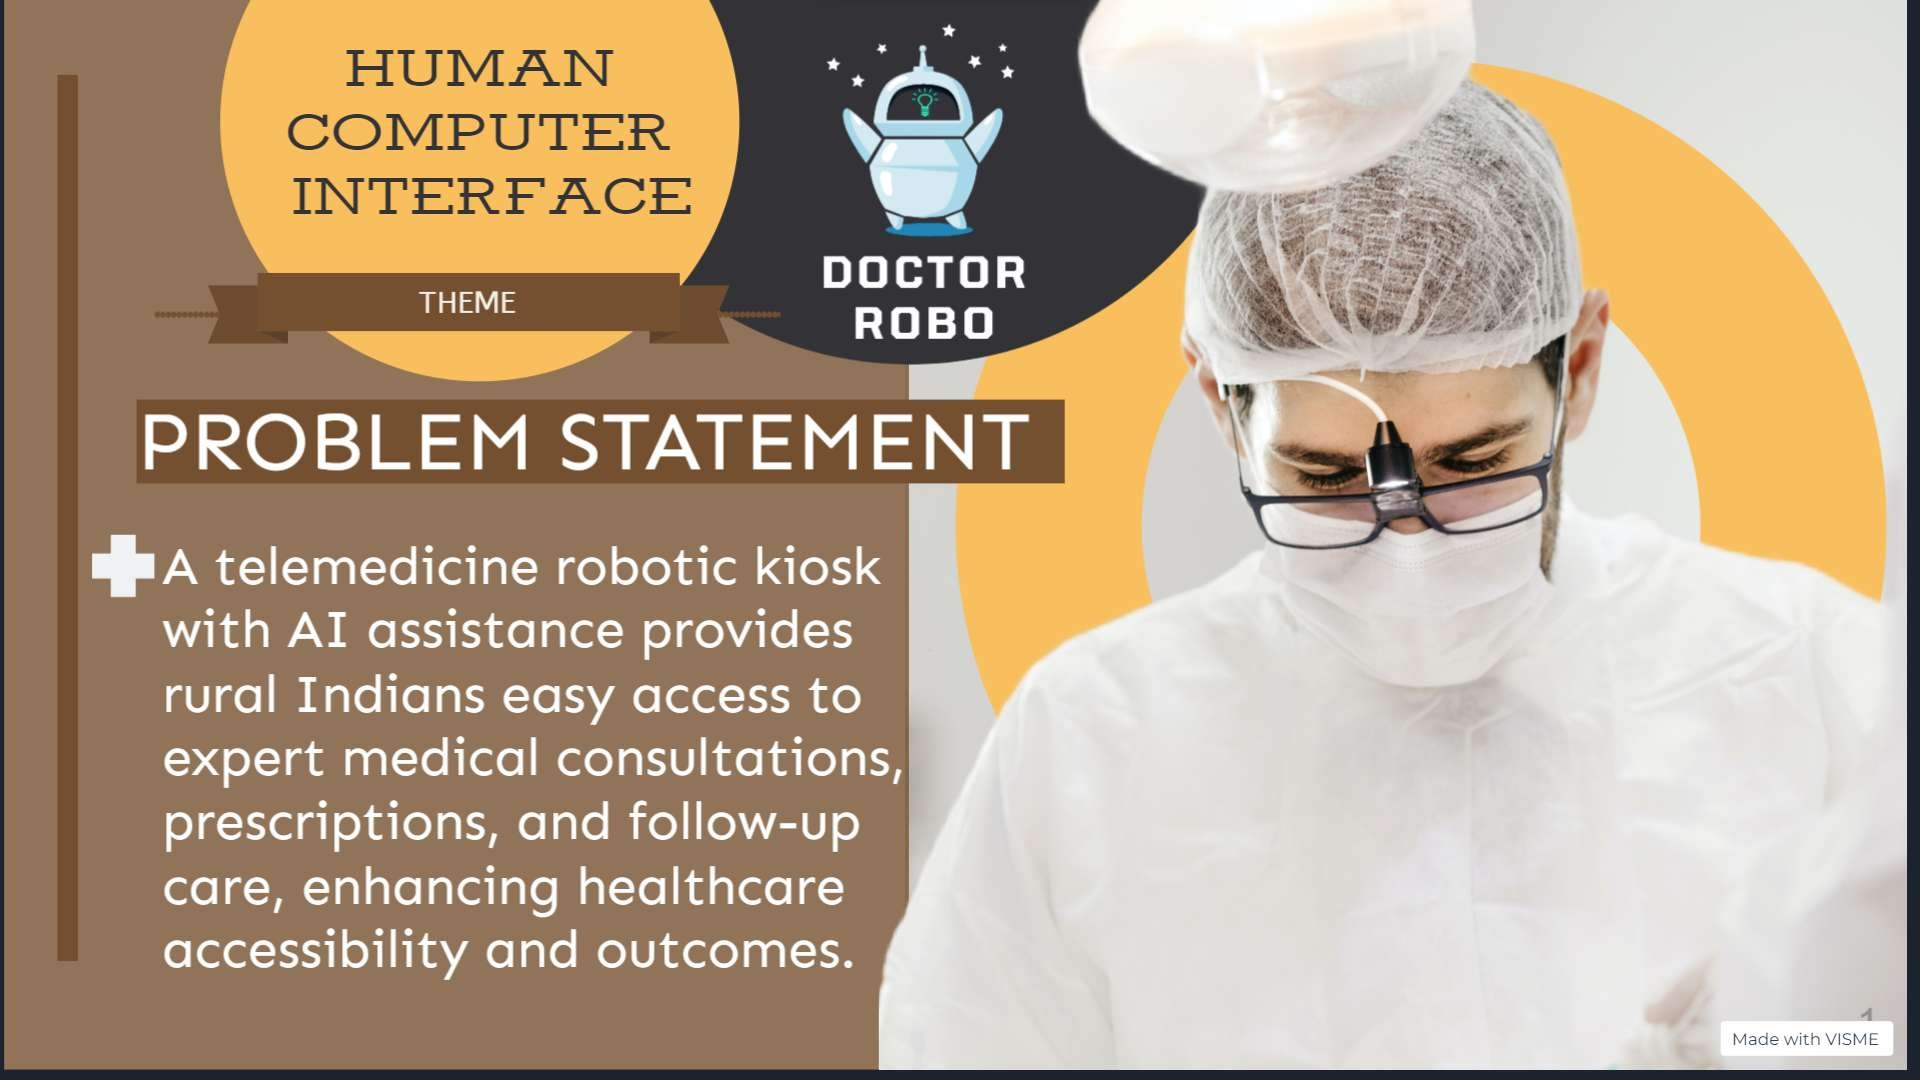 HUMAN
COMPUTER
INTERFACE
THEME
DOCTOR
ROBO
PROBLEM STATEMENT
A telemedicine robotic kiosk
with AI assistance provides
rural Indians easy access to
expert medical consultations,
prescriptions, and follow-up
care, enhancing healthcare
accessibility and outcomes.
1
Made with VISME